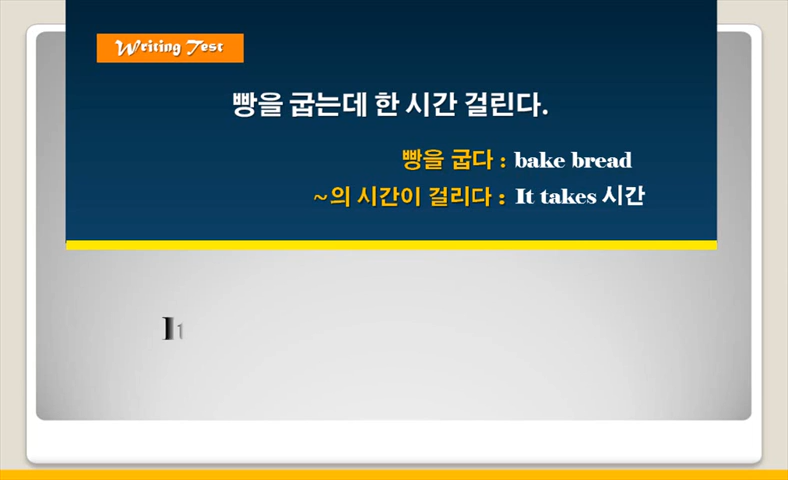 Writing Test
빵을 굽는데 한 시간 걸린다.
빵을 굽다 : bake bread
~의 시간이 걸리다 : It takes 시간